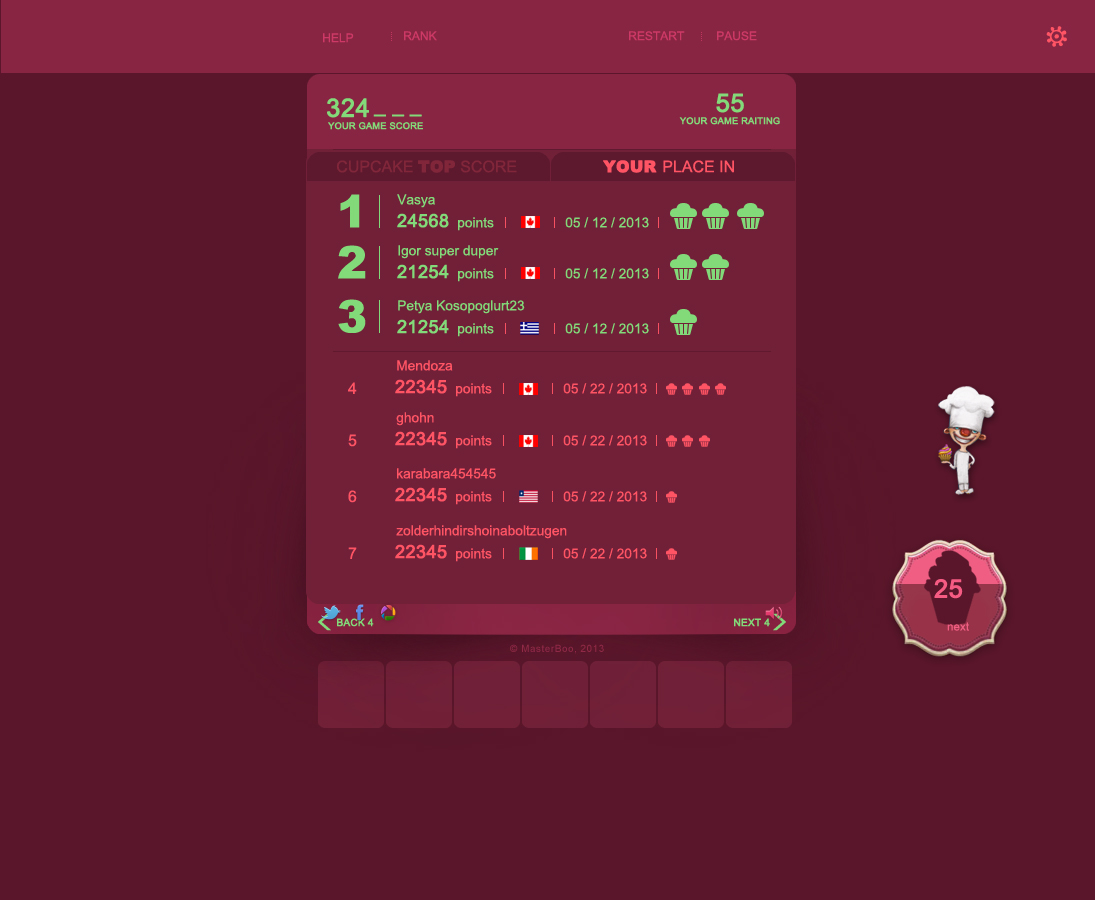 HELP | RANK RESTART | PAUSE
324_ _ _
YOUR GAME SCORE
55
YOUR GAME RAITING
CUPCAKE TOP SCORE
YOUR PLACE IN
1 Vasya
24568 points | | 05 / 12 / 2013 |
2 Igor super duper
21254 points | | 05 / 12 / 2013 |
3 Petya Kosopoglurt23
21254 points | | 05 / 12 / 2013 |
Mendoza
4 22345 points | | 05 / 22 / 2013 |
ghohn
5 22345 points | | 05 / 22 / 2013 |
karabara454545
6 22345 points | | 05 / 22 / 2013 |
zolderhindirshoinaboltzugen
7 22345 points | | 05 / 22 / 2013 |
25
next
BACK 4
NEXT 4
© MasterBoo, 2013